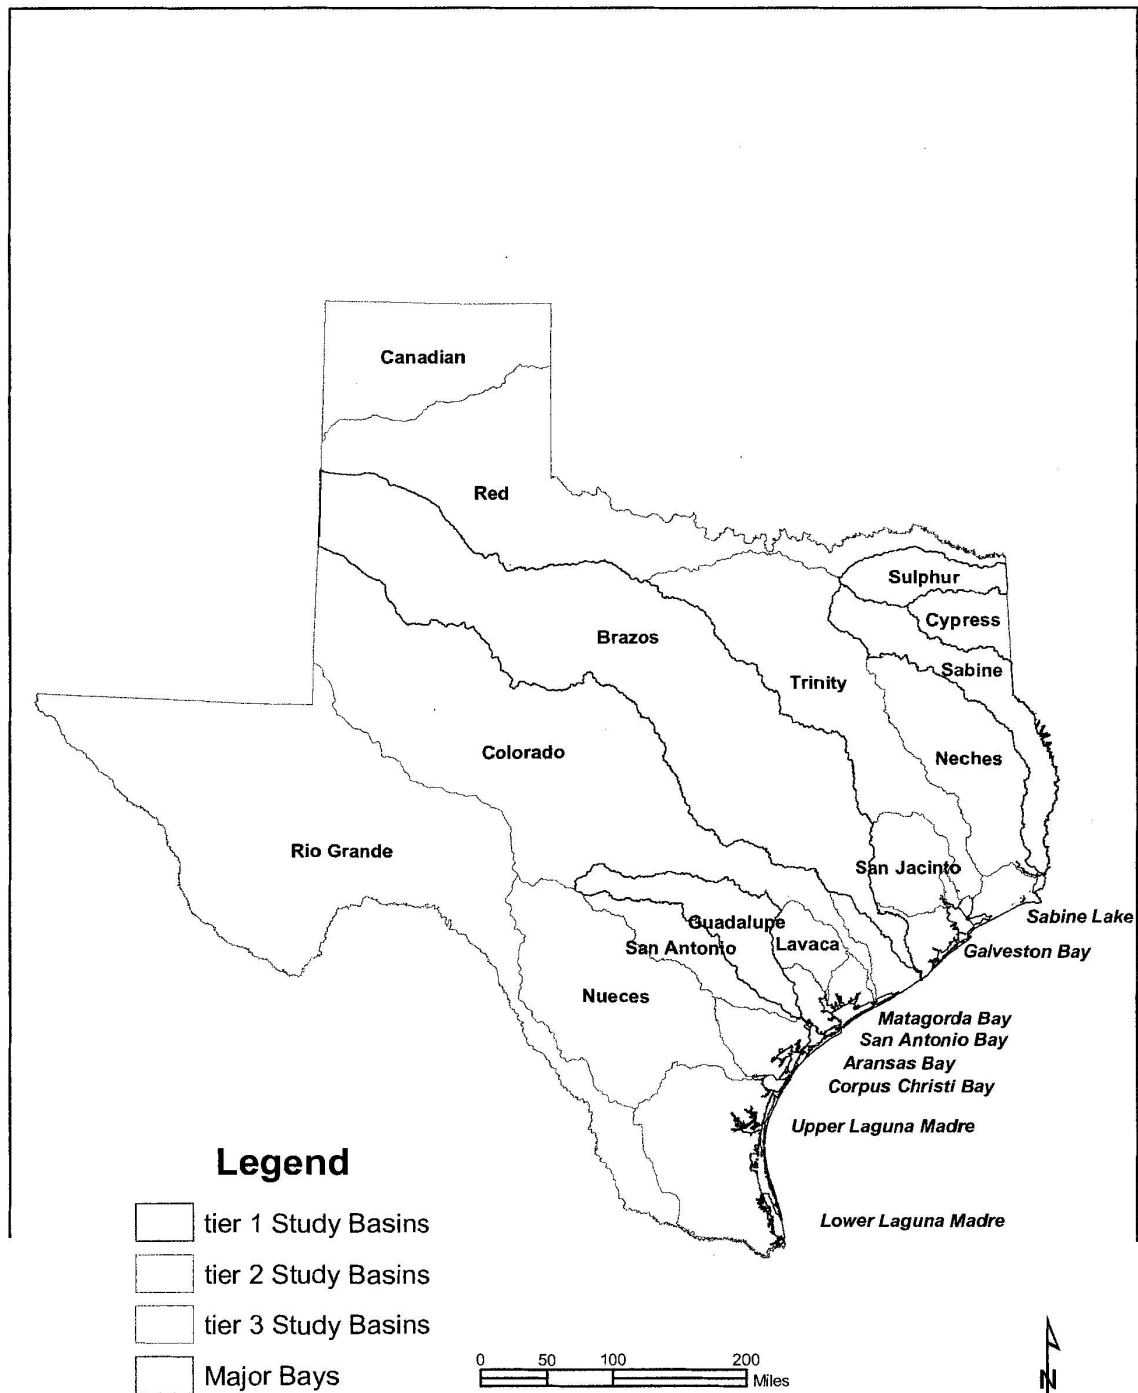 Canadian
Red
Sulphur
Cypress
Brazos
Sabine
Trinity
Colorado
Neches
Rio Grande
San Jacinto
Sabine Lake
Guadalupe
San Antonio
Lavaca
Galveston Bay
Nueces
Matagorda Bay
San Antonio Bay
Aransas Bay
Corpus Christi Bay
Upper Laguna Madre
Lower Laguna Madre
Legend
tier 1 Study Basins
tier 2 Study Basins
tier 3 Study Basins
Major Bays
0 50 100 200
Miles
N